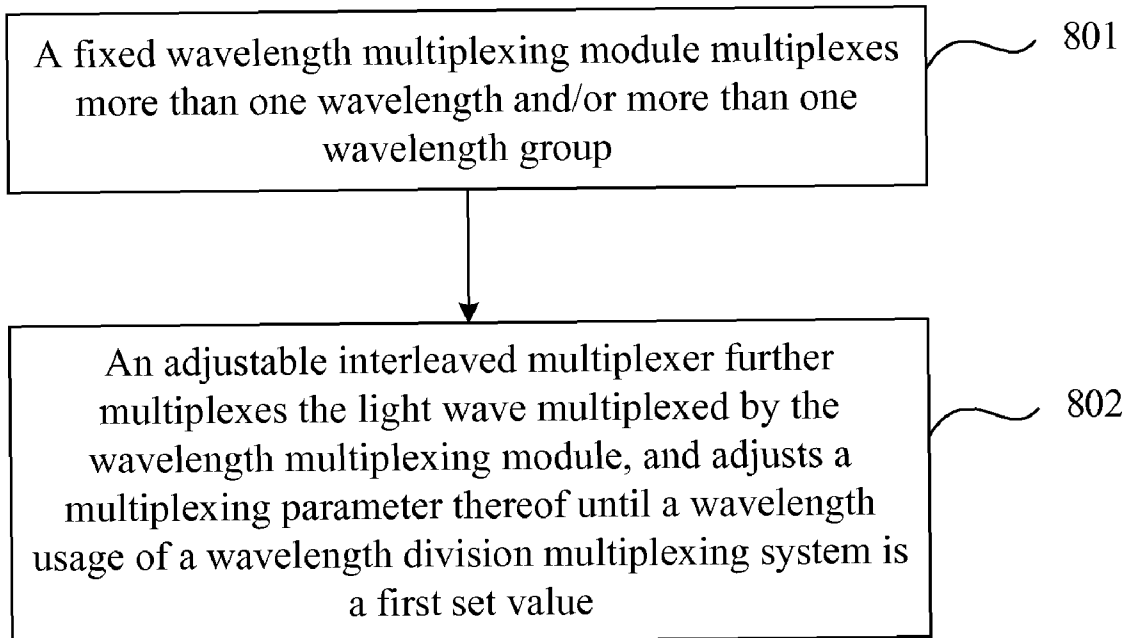 A fixed wavelength multiplexing module multiplexes
more than one wavelength and/or more than one
wavelength group
801
An adjustable interleaved multiplexer further
multiplexes the light wave multiplexed by the
wavelength multiplexing module, and adjusts a
multiplexing parameter thereof until a wavelength
usage of a wavelength division multiplexing system is
a first set value
802